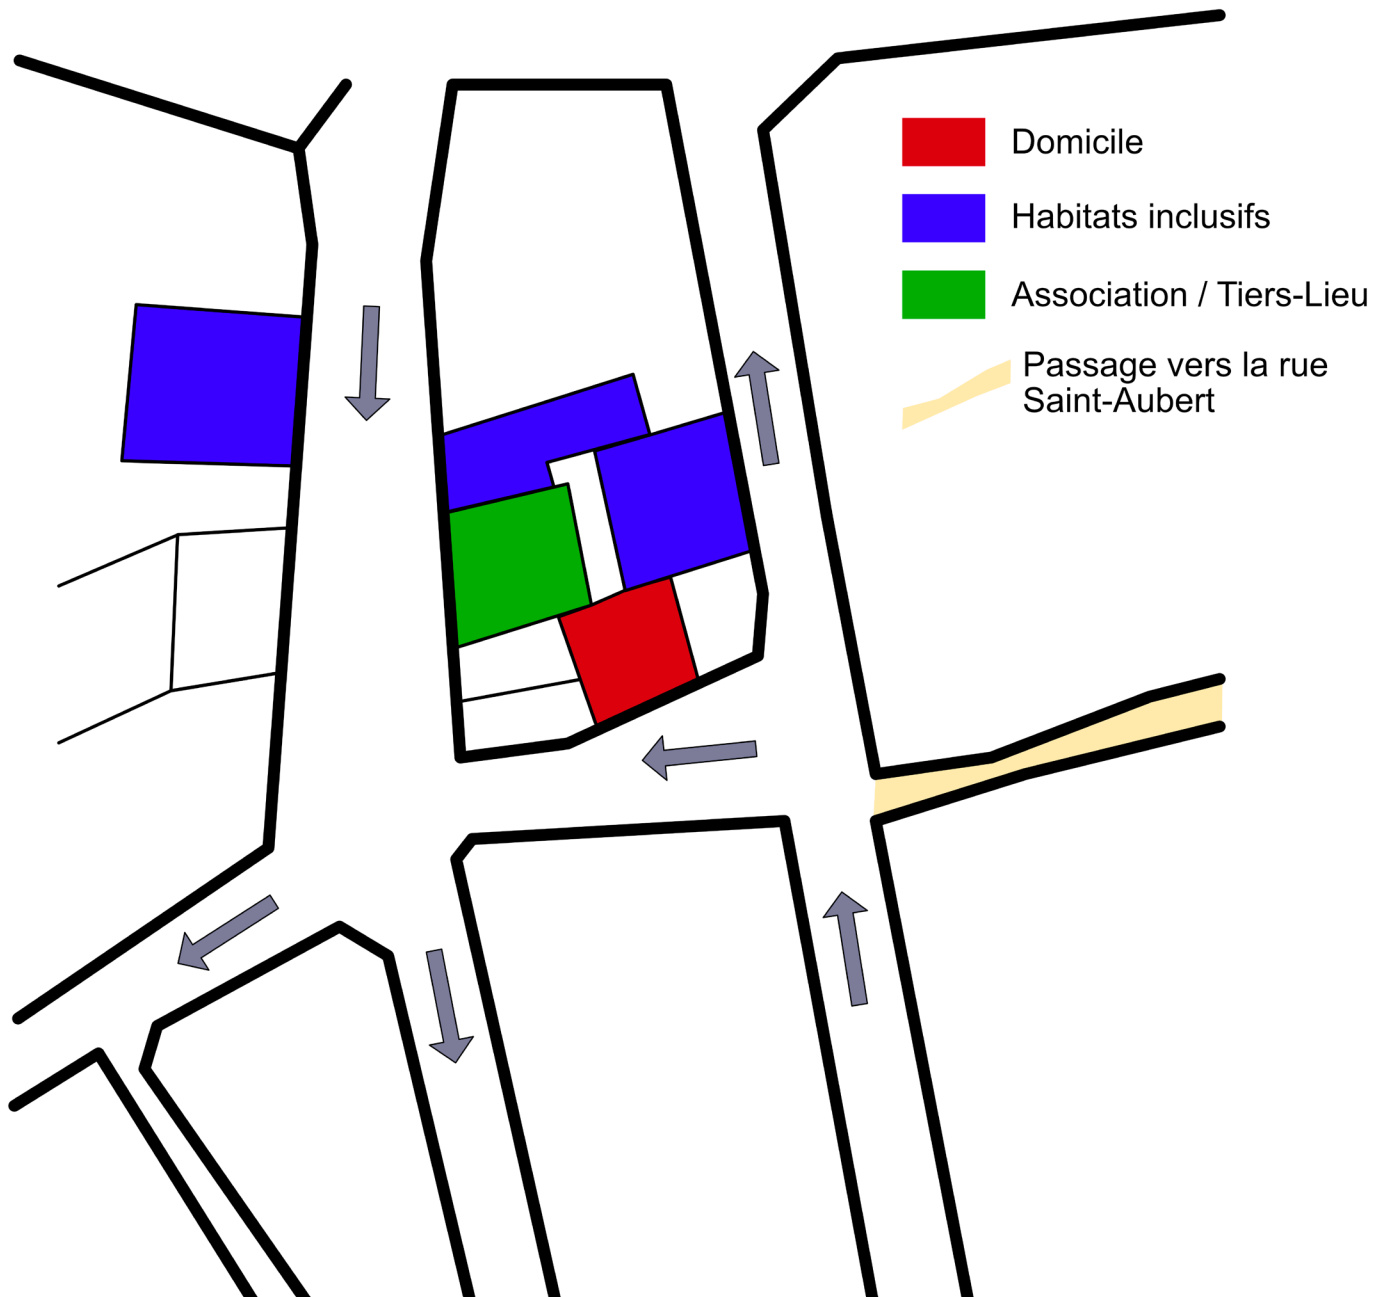 Domicile
Habitats inclusifs
Association / Tiers-Lieu
Passage vers la rue
Saint-Aubert